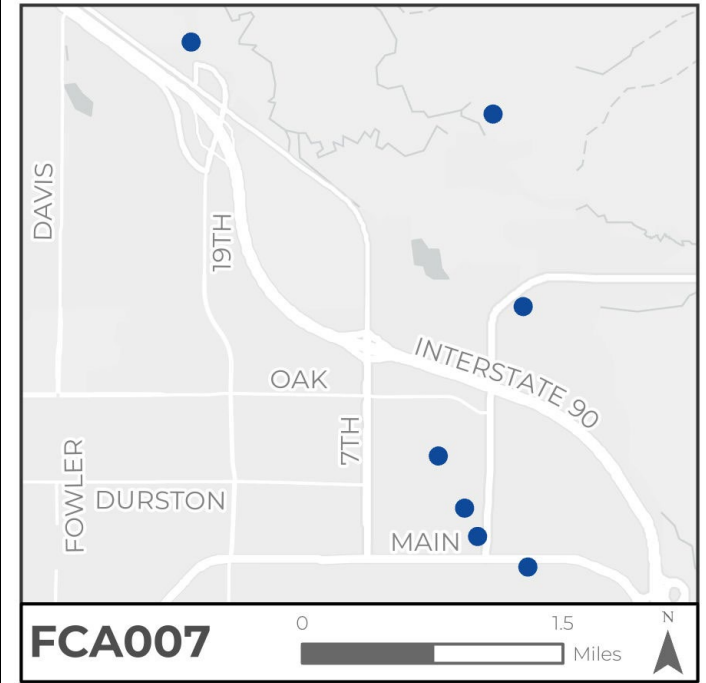 DAVIS
19TH
INTERSTATE 90
OAK
7TH
FOWLER
DURSTON
MAIN
FCA007
0 1.5
Miles
N